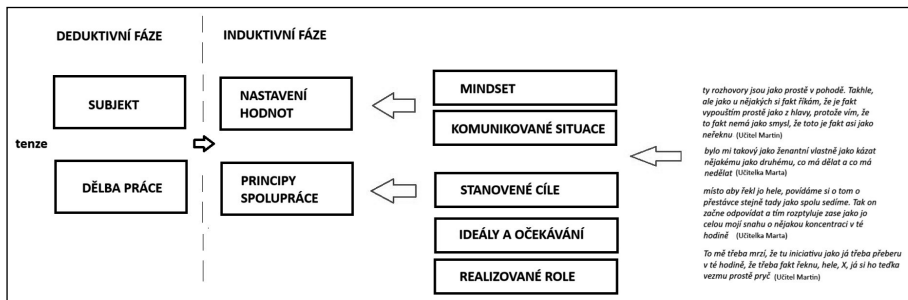 DEDUKTIVNÍ FÁZE
INDUKTIVNÍ FÁZE
SUBJEKT
tenze
DĚLBA PRÁCE
NASTAVENÍ
HODNOT
PRINCIPY
SPOLUPRÁCE
MINDSET
KOMUNIKOVANÉ SITUACE
STANOVENÉ CÍLE
IDEÁLY A OČEKÁVÁNÍ
REALIZOVANÉ ROLE
ty rozhovory jsou jako prostě v pohodě. Takhle,
ale jako u nějakých si fakt říkám, že je fakt
vypouštím prostě jako z hlavy, protože vím, že
to fakt nemá jako smysl, že toto je fakt asi jako
neřeknu (Učitel Martin)
bylo mi takový jako ženantní vlastně jako kázat
nějakému jako druhému, co má dělat a co má
nedělat (Učitelka Marta)
místo aby řekl jo hele, povídáme si o tom o
přestávce stejně tady jako spolu sedíme. Tak on
začne odpovídat a tím rozptyluje zase jako jo
celou mojí snahu o nějakou koncentraci v té
hodině (Učitelka Marta)
To mě třeba mrzí, že tu iniciativu jako já třeba přeberu
v té hodině, že třeba fakt řeknu, hele, X, já si ho teďka
vezmu prostě pryč (Učitel Martin)